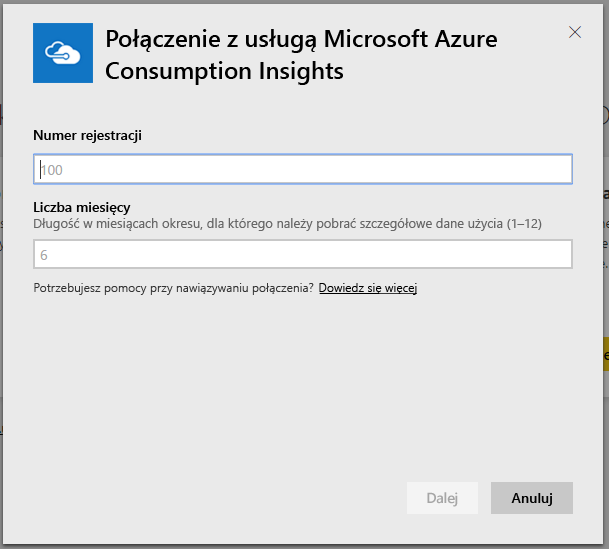 Połączenie z usługą Microsoft Azure
Consumption Insights
Numer rejestracji
100
Liczba miesięcy
Długość w miesiącach okresu, dla którego należy pobrać szczegółowe dane użycia (1–12)
6
Potrzebujesz pomocy przy nawiązywaniu połączenia? Dowiedz się więcej
Dalej
Anuluj